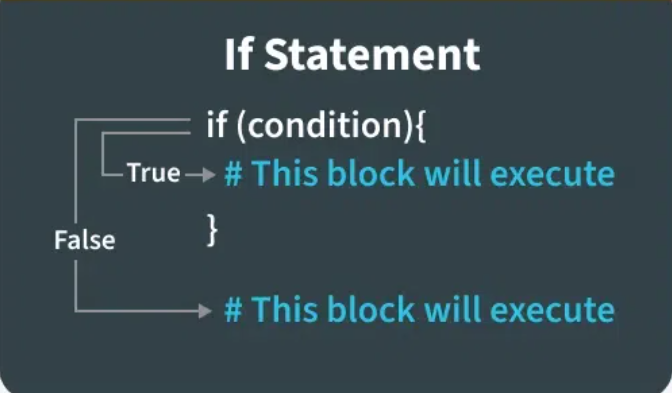 If Statement
if (condition){
True
# This block will execute
}
False
# This block will execute